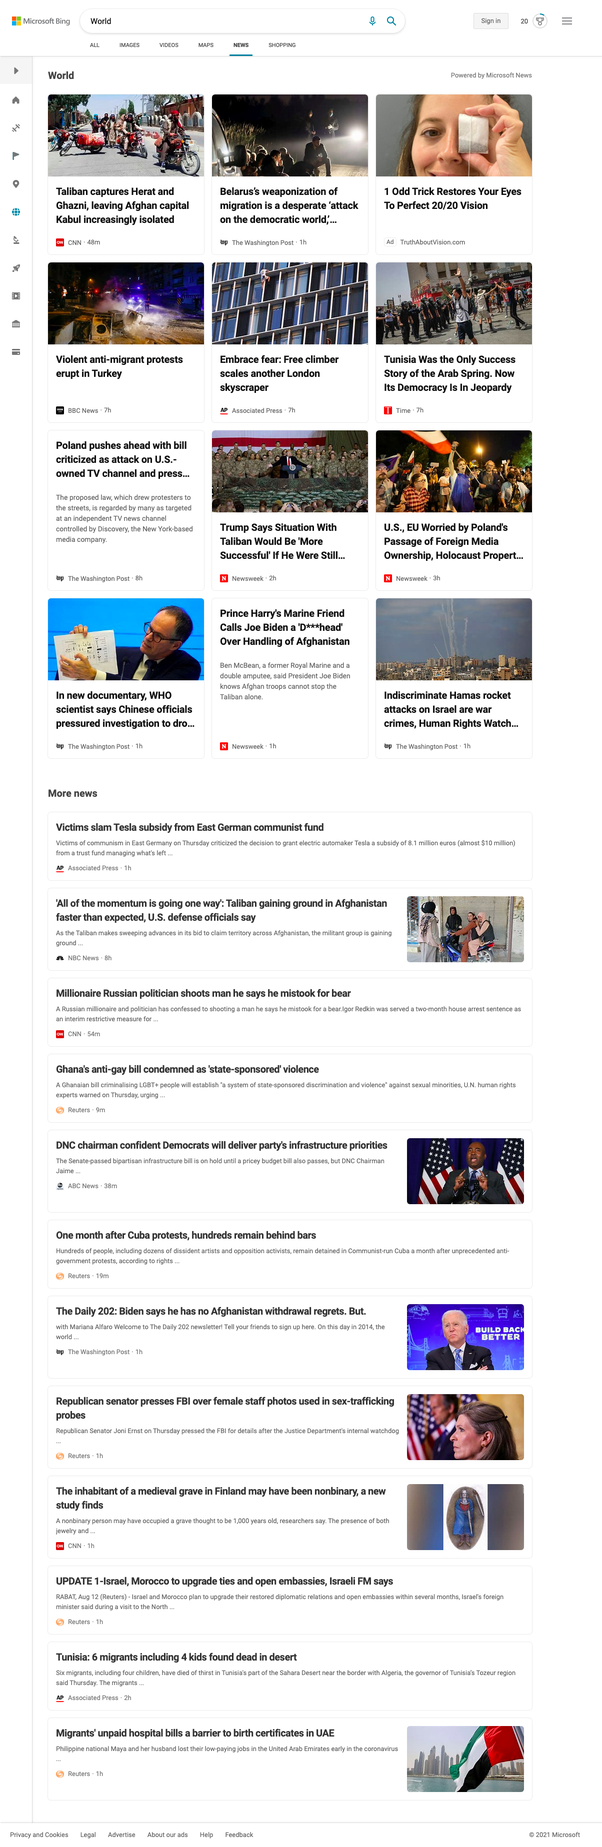 Microsoft Bing
World
Sign in
20
ALL
IMAGES
VIDEOS
MAPS
NEWS
SHOPPING
World
Powered by Microsoft News
Taliban captures Herat and
Ghazni, leaving Afghan capital
Kabul increasingly isolated
CNN · 48m
Belarus's weaponization of
migration is a desperate 'attack
on the democratic world,'...
The Washington Post · 1h
1 Odd Trick Restores Your Eyes
To Perfect 20/20 Vision
Ad TruthAboutVision.com
Violent anti-migrant protests
erupt in Turkey
BBC News · 7h
Embrace fear: Free climber
scales another London
skyscraper
AP Associated Press · 7h
Tunisia Was the Only Success
Story of the Arab Spring. Now
Its Democracy Is In Jeopardy
Time · 7h
Poland pushes ahead with bill
criticized as attack on U.S.-
owned TV channel and press...
The proposed law, which drew protesters to
the streets, is regarded by many as targeted
at an independent TV news channel
controlled by Discovery, the New York-based
media company.
The Washington Post · 8h
Trump Says Situation With
Taliban Would Be 'More
Successful' If He Were Still...
Newsweek · 2h
U.S., EU Worried by Poland's
Passage of Foreign Media
Ownership, Holocaust Propert...
Newsweek · 3h
In new documentary, WHO
scientist says Chinese officials
pressured investigation to dro...
The Washington Post · 1h
Prince Harry's Marine Friend
Calls Joe Biden a 'D***head'
Over Handling of Afghanistan
Ben McBean, a former Royal Marine and a
double amputee, said President Joe Biden
knows Afghan troops cannot stop the
Taliban alone.
Newsweek · 1h
Indiscriminate Hamas rocket
attacks on Israel are war
crimes, Human Rights Watch...
The Washington Post · 1h
More news
Victims slam Tesla subsidy from East German communist fund
Victims of communism in East Germany on Thursday criticized the decision to grant electric automaker Tesla a subsidy of 8.1 million euros (almost $10 million)
from a trust fund managing what's left ...
AP Associated Press · 1h
'All of the momentum is going one way': Taliban gaining ground in Afghanistan
faster than expected, U.S. defense officials say
As the Taliban makes sweeping advances in its bid to claim territory across Afghanistan, the militant group is gaining
ground ...
NBC News · 8h
Millionaire Russian politician shoots man he says he mistook for bear
A Russian millionaire and politician has confessed to shooting a man he says he mistook for a bear.Igor Redkin was served a two-month house arrest sentence as
an interim restrictive measure for ...
CNN · 54m
Ghana's anti-gay bill condemned as 'state-sponsored' violence
A Ghanaian bill criminalising LGBT+ people will establish "a system of state-sponsored discrimination and violence" against sexual minorities, U.N. human rights
experts warned on Thursday, urging ...
Reuters · 9m
DNC chairman confident Democrats will deliver party's infrastructure priorities
The Senate-passed bipartisan infrastructure bill is on hold until a pricey budget bill also passes, but DNC Chairman
Jaime ...
ABC News · 38m
One month after Cuba protests, hundreds remain behind bars
Hundreds of people, including dozens of dissident artists and opposition activists, remain detained in Communist-run Cuba a month after unprecedented anti-
government protests, according to rights ...
Reuters · 19m
The Daily 202: Biden says he has no Afghanistan withdrawal regrets. But.
with Mariana Alfaro Welcome to The Daily 202 newsletter! Tell your friends to sign up here. On this day in 2014, the
world ...
The Washington Post · 1h
BUILD BACK
BETTER
Republican senator presses FBI over female staff photos used in sex-trafficking
probes
Republican Senator Joni Ernst on Thursday pressed the FBI for details after the Justice Department's internal watchdog
...
Reuters · 1h
The inhabitant of a medieval grave in Finland may have been nonbinary, a new
study finds
A nonbinary person may have occupied a grave thought to be 1,000 years old, researchers say. The presence of both
jewelry and ...
CNN · 1h
UPDATE 1-Israel, Morocco to upgrade ties and open embassies, Israeli FM says
RABAT, Aug 12 (Reuters) - Israel and Morocco plan to upgrade their restored diplomatic relations and open embassies within several months, Israel's foreign
minister said during a visit to the North ...
Reuters · 1h
Tunisia: 6 migrants including 4 kids found dead in desert
Six migrants, including four children, have died of thirst in Tunisia's part of the Sahara Desert near the border with Algeria, the governor of Tunisia's Tozeur region
said Thursday. The migrants ...
AP Associated Press · 2h
Migrants' unpaid hospital bills a barrier to birth certificates in UAE
Philippine national Maya and her husband lost their low-paying jobs in the United Arab Emirates early in the coronavirus
...
Reuters · 1h
Privacy and Cookies
Legal
Advertise
About our ads
Help
Feedback
© 2021 Microsoft